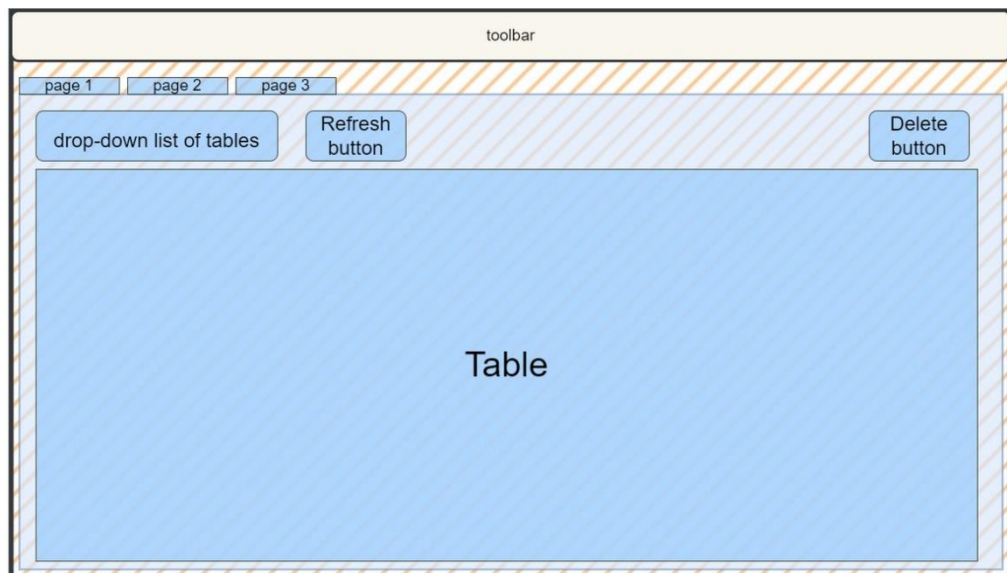 toolbar
page 1
page 2
page 3
drop-down list of tables
Refresh
button
Delete
button
Table